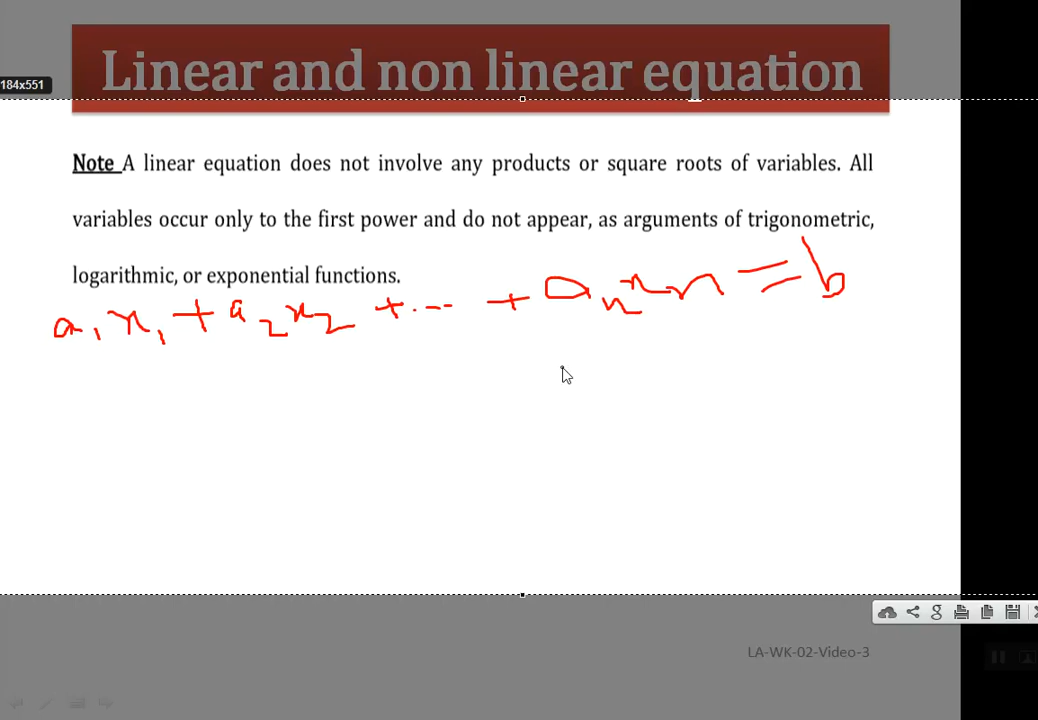 Linear and non linear equation
184x551
Note A linear equation does not involve any products or square roots of variables. All
variables occur only to the first power and do not appear, as arguments of trigonometric,
logarithmic, or exponential functions.
a₁x₁ + a₂x₂ + ... + aₙxₙ = b
LA-WK-02-Video-3